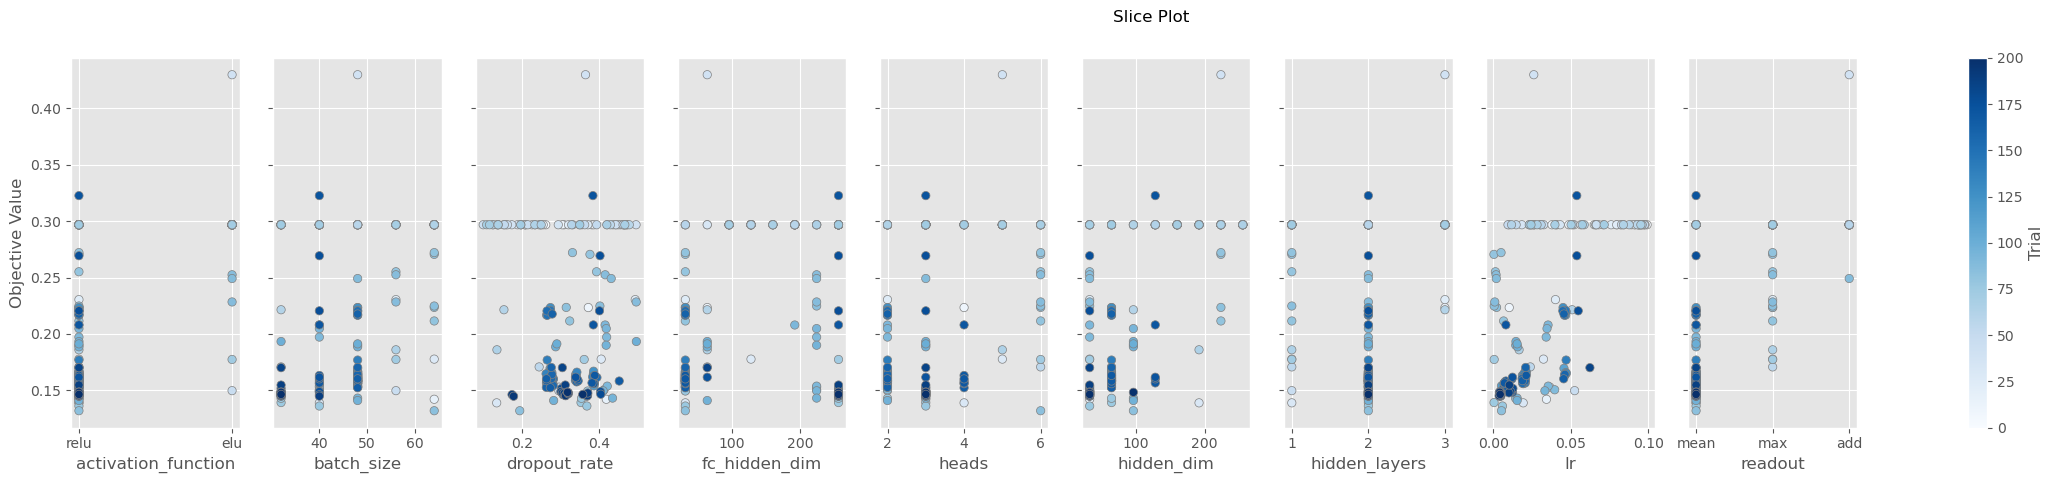 Slice Plot
Objective Value
0.40
0.35
0.30
0.25
0.20
0.15
relu elu
activation_function
40 50 60
batch_size
0.2 0.4
dropout_rate
100 200
fc_hidden_dim
2 4 6
heads
100 200
hidden_dim
1 2 3
hidden_layers
0.00 0.05 0.10
lr
mean max add
readout
200
175
150
125
100
75
50
25
0
Trial